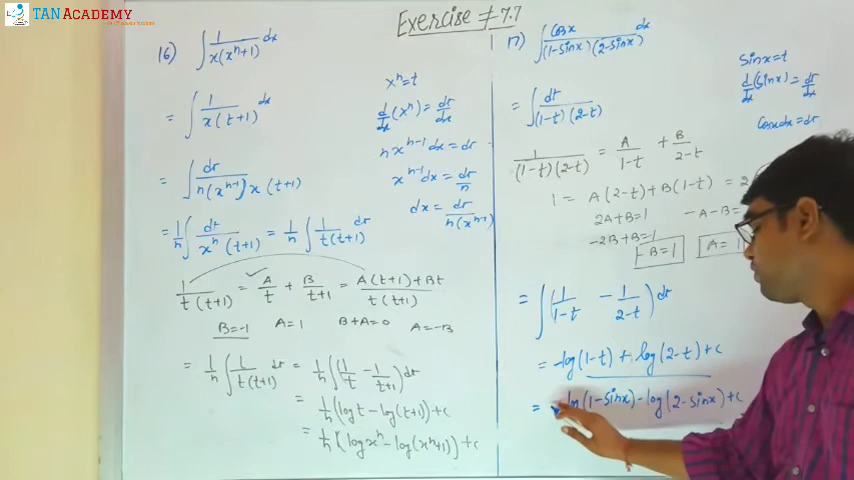 TAN ACADEMY
Exercise 7.7
16) ∫ 1/x(xⁿ+1) dx
= ∫ 1/x(t+1) dx
= ∫ dt/n(xⁿ⁻¹) x (t+1)
= 1/n ∫ dt/xⁿ(t+1) = 1/n ∫ 1/t(t+1) dt
xⁿ=t
d/dx (xⁿ) = dt/dx
nxⁿ⁻¹dx = dt
xⁿ⁻¹dx = dt/n
dx = dt/n(xⁿ⁻¹)
1/t(t+1) = A/t + B/t+1 = A(t+1)+Bt/t(t+1)
B=-1 A=1 B+A=0 A=-B
= 1/n ∫ 1/t(t+1) dt = 1/n ∫ (1/t - 1/t+1) dt
= 1/n (log t - log(t+1)) + c
= 1/n (log xⁿ - log(xⁿ+1)) + c
17) ∫ cosx/(1-sinx)(2-sinx) dx
= ∫ dt/(1-t)(2-t)
sinx=t
d/dx (sinx) = dt/dx
cosxdx = dt
1/(1-t)(2-t) = A/1-t + B/2-t
1 = A(2-t)+B(1-t) = 2
2A+B=1 -A-B=
-2B+B=1
-B=1 A=1
= ∫ (1/1-t - 1/2-t) dt
= -log(1-t) + log(2-t) + c
= ln(1-sinx) - log(2-sinx) + c